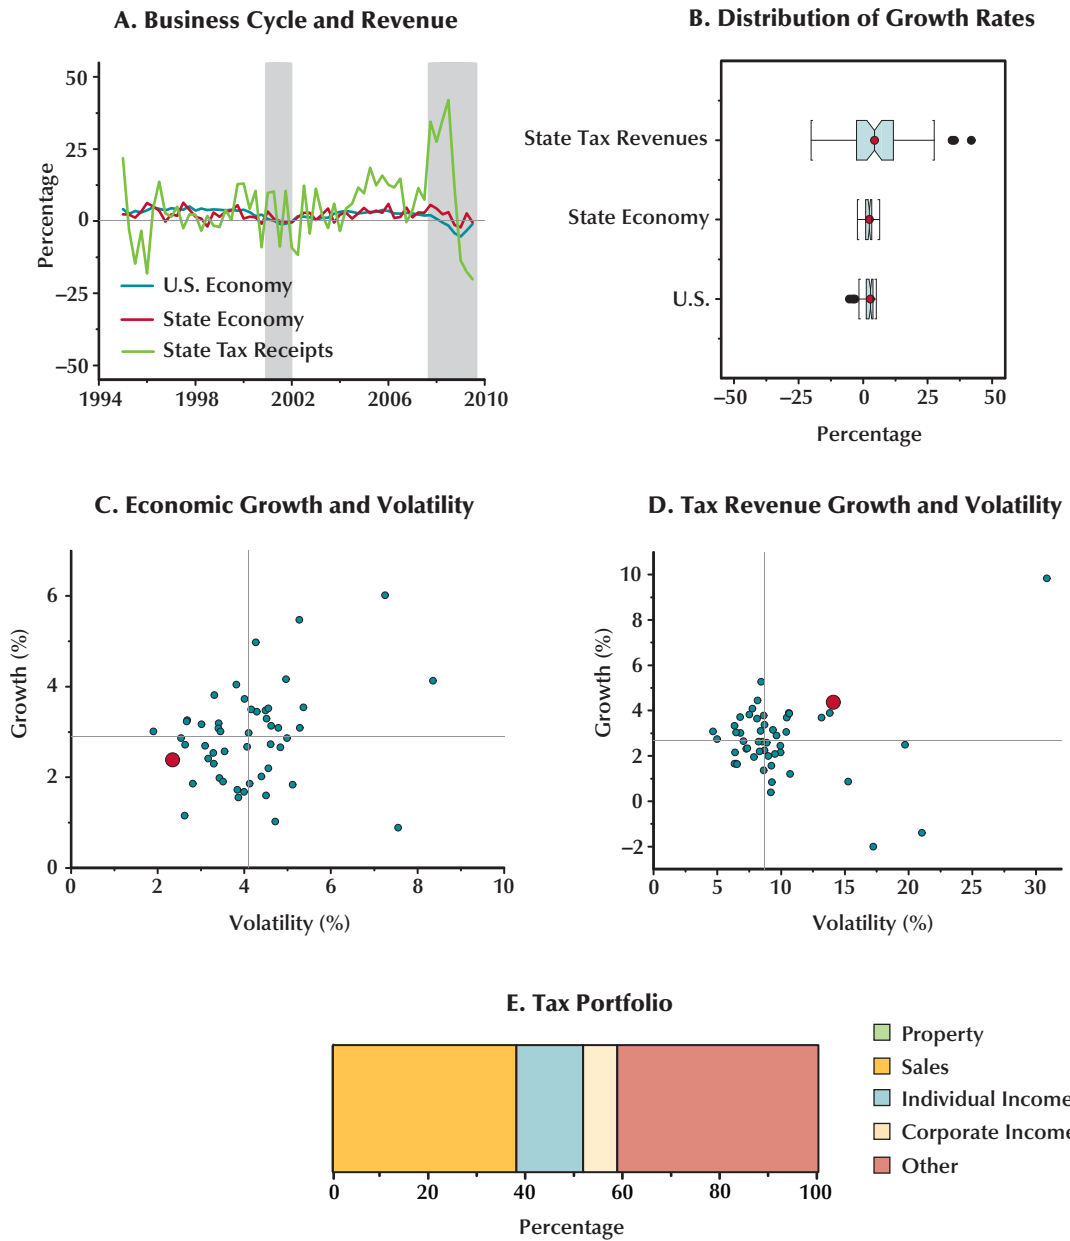 A. Business Cycle and Revenue
50
25
0
−25
−50
Percentage
U.S. Economy
State Economy
State Tax Receipts
1994 1998 2002 2006 2010
B. Distribution of Growth Rates
State Tax Revenues
State Economy
U.S.
−50 −25 0 25 50
Percentage
C. Economic Growth and Volatility
6
4
2
0
Growth (%)
0 2 4 6 8 10
Volatility (%)
D. Tax Revenue Growth and Volatility
10
8
6
4
2
0
−2
Growth (%)
0 5 10 15 20 25 30
Volatility (%)
E. Tax Portfolio
0 20 40 60 80 100
Percentage
Property
Sales
Individual Income
Corporate Income
Other